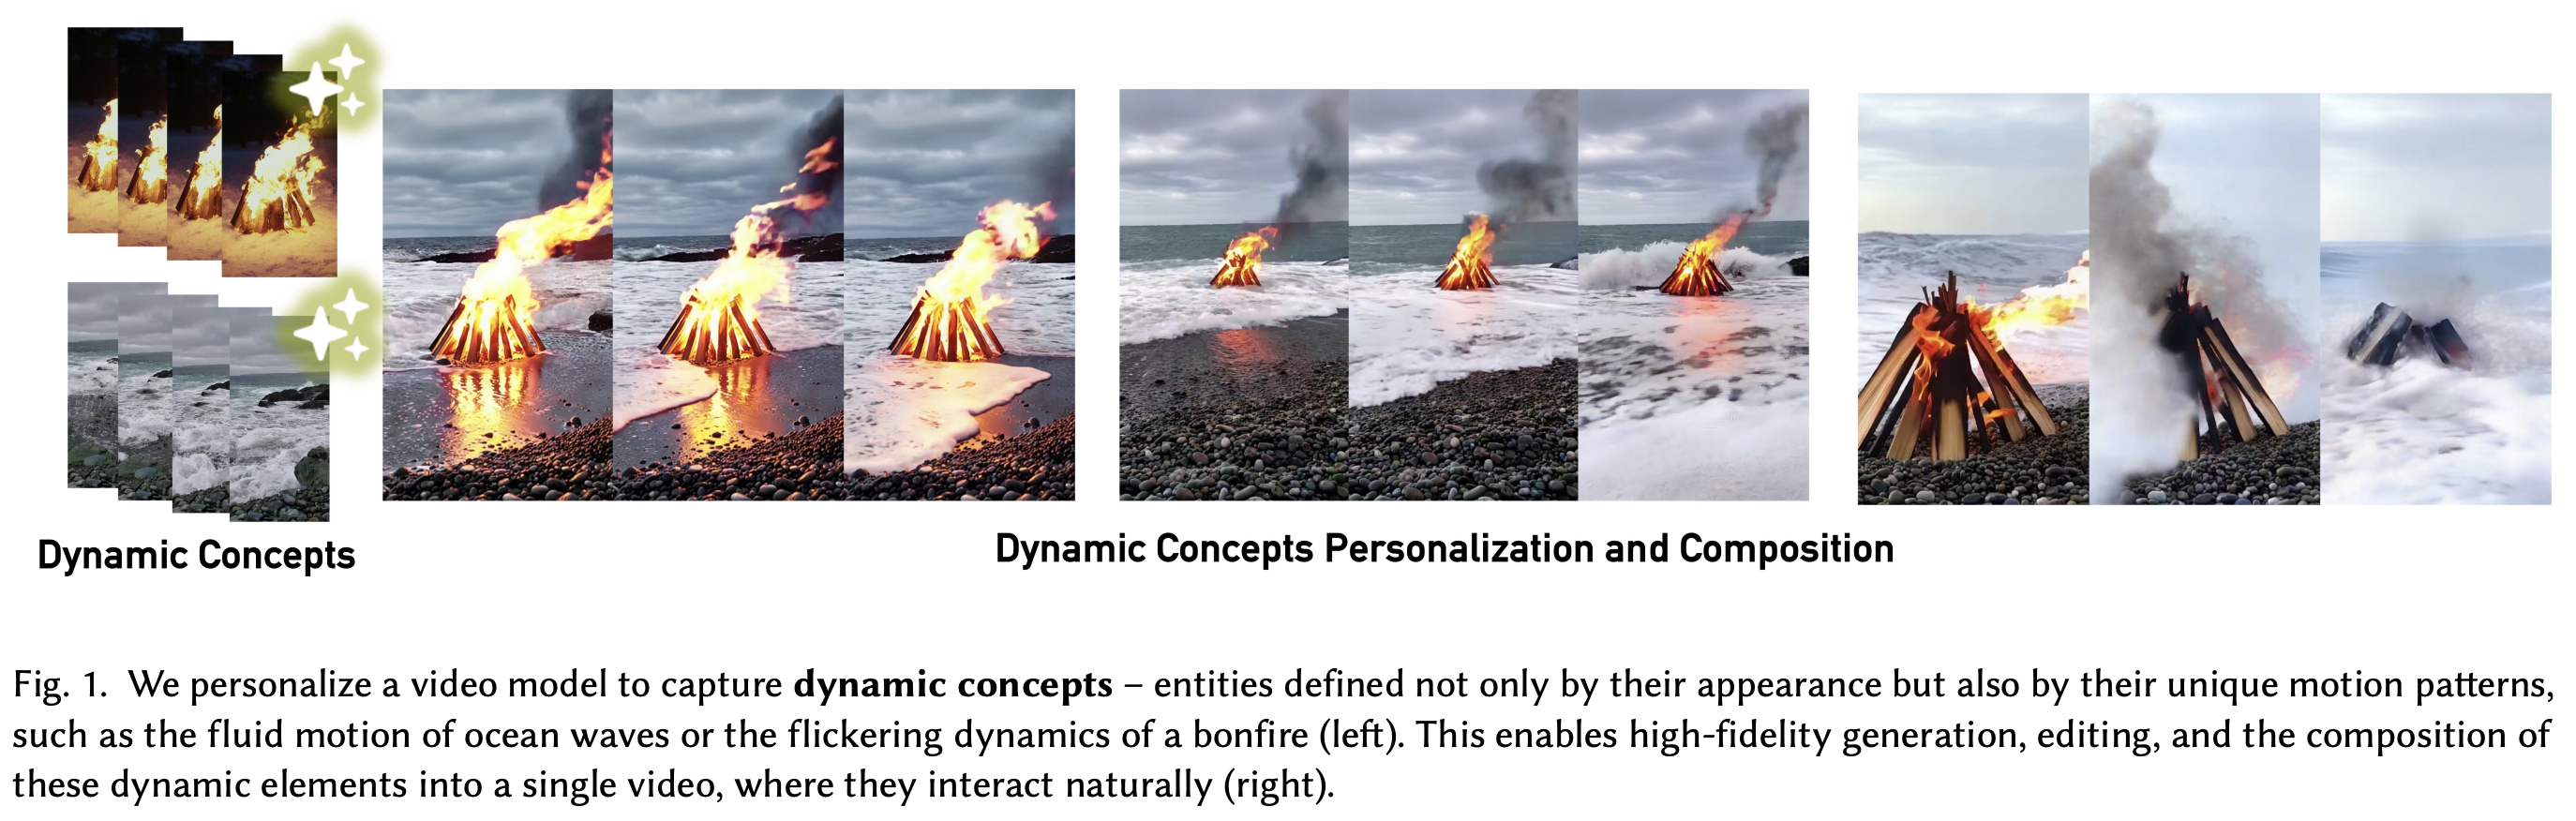 Dynamic Concepts
Dynamic Concepts Personalization and Composition
Fig. 1. We personalize a video model to capture dynamic concepts – entities defined not only by their appearance but also by their unique motion patterns,
such as the fluid motion of ocean waves or the flickering dynamics of a bonfire (left). This enables high-fidelity generation, editing, and the composition of
these dynamic elements into a single video, where they interact naturally (right).